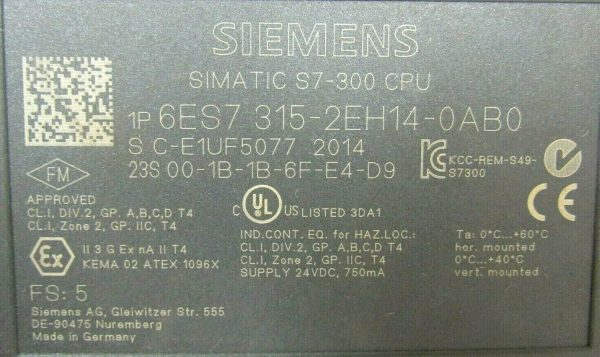 SIEMENS
SIMATIC S7-300 CPU
1P 6ES7 315-2EH14-0AB0
S C-E1UF5077 2014
23S 00-1B-1B-6F-E4-D9
KCC-REM-S49-
S7300
FM
APPROVED
CL.I, DIV.2, GP. A,B,C,D T4
CL.I, Zone 2, GP. IIC, T4
C UL US LISTED 3DA1
IND.CONT. EQ. for HAZ.LOC.:
CL.I, DIV.2, GP. A,B,C,D T4
CL.I, Zone 2, GP. IIC, T4
SUPPLY 24VDC, 750mA
CE
Ta: 0°C...+60°C
hor. mounted
0°C...+40°C
vert. mounted
Ex
II 3 G Ex nA II T4
KEMA 02 ATEX 1096X
FS: 5
Siemens AG, Gleiwitzer Str. 555
DE-90475 Nuremberg
Made in Germany